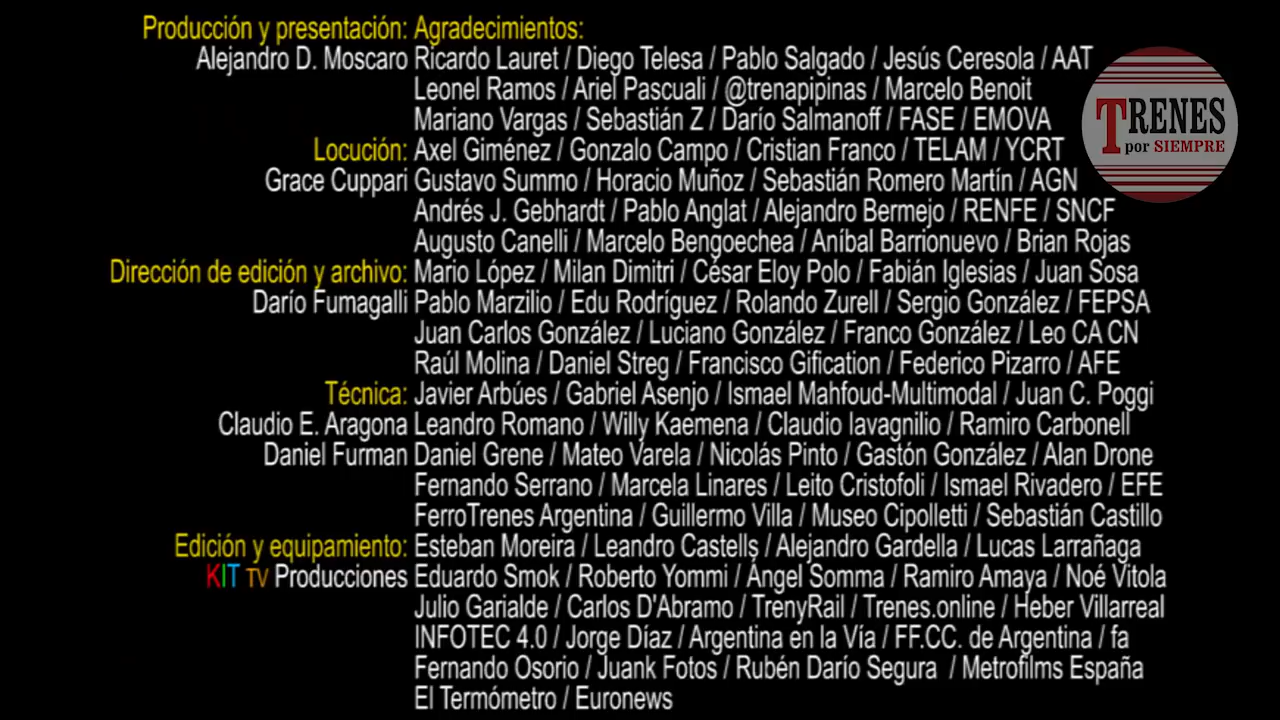 Producción y presentación: Agradecimientos:
Alejandro D. Moscaro Ricardo Lauret / Diego Telesa / Pablo Salgado / Jesús Ceresola / AAT
Leonel Ramos / Ariel Pascuali / @trenapipinas / Marcelo Benoit
Mariano Vargas / Sebastián Z / Darío Salmanoff / FASE / EMOVA
Locución: Axel Giménez / Gonzalo Campo / Cristian Franco / TELAM / YCRT
Grace Cuppari Gustavo Summo / Horacio Muñoz / Sebastián Romero Martín / AGN
Andrés J. Gebhardt / Pablo Anglat / Alejandro Bermejo / RENFE / SNCF
Augusto Canelli / Marcelo Bengoechea / Aníbal Barrionuevo / Brian Rojas
Dirección de edición y archivo: Mario López / Milan Dimitri / César Eloy Polo / Fabián Iglesias / Juan Sosa
Darío Fumagalli Pablo Marzilio / Edu Rodríguez / Rolando Zurell / Sergio González / FEPSA
Juan Carlos González / Luciano González / Franco González / Leo CA CN
Raúl Molina / Daniel Streg / Francisco Gification / Federico Pizarro / AFE
Técnica: Javier Arbúes / Gabriel Asenjo / Ismael Mahfoud-Multimodal / Juan C. Poggi
Claudio E. Aragona Leandro Romano / Willy Kaemena / Claudio Iavagnilio / Ramiro Carbonell
Daniel Furman Daniel Grene / Mateo Varela / Nicolás Pinto / Gastón González / Alan Drone
Fernando Serrano / Marcela Linares / Leito Cristofoli / Ismael Rivadero / EFE
FerroTrenes Argentina / Guillermo Villa / Museo Cipolletti / Sebastián Castillo
Edición y equipamiento: Esteban Moreira / Leandro Castells / Alejandro Gardella / Lucas Larrañaga
KIT TV Producciones Eduardo Smok / Roberto Yommi / Ángel Somma / Ramiro Amaya / Noé Vitola
Julio Garialde / Carlos D'Abramo / TrenyRail / Trenes.online / Heber Villarreal
INFOTEC 4.0 / Jorge Díaz / Argentina en la Vía / FF.CC. de Argentina / fa
Fernando Osorio / Juank Fotos / Rubén Darío Segura / Metrofilms España
El Termómetro / Euronews
TRENES
por SIEMPRE